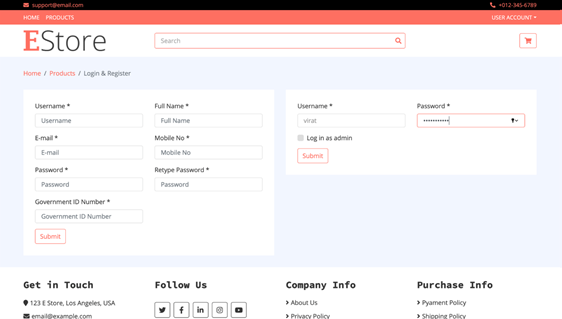 support@email.com
+012-345-6789
HOME PRODUCTS
USER ACCOUNT
EStore
Search
Home / Products / Login & Register
Username * Full Name *
Username Full Name
E-mail * Mobile No *
E-mail Mobile No
Password * Retype Password *
Password Password
Government ID Number *
Government ID Number
Submit
Username * Password *
virat •••••••••••
Log in as admin
Submit
Get in Touch
123 E Store, Los Angeles, USA
email@example.com
Follow Us
Company Info
About Us
Privacy Policy
Purchase Info
Pyament Policy
Shipping Policy